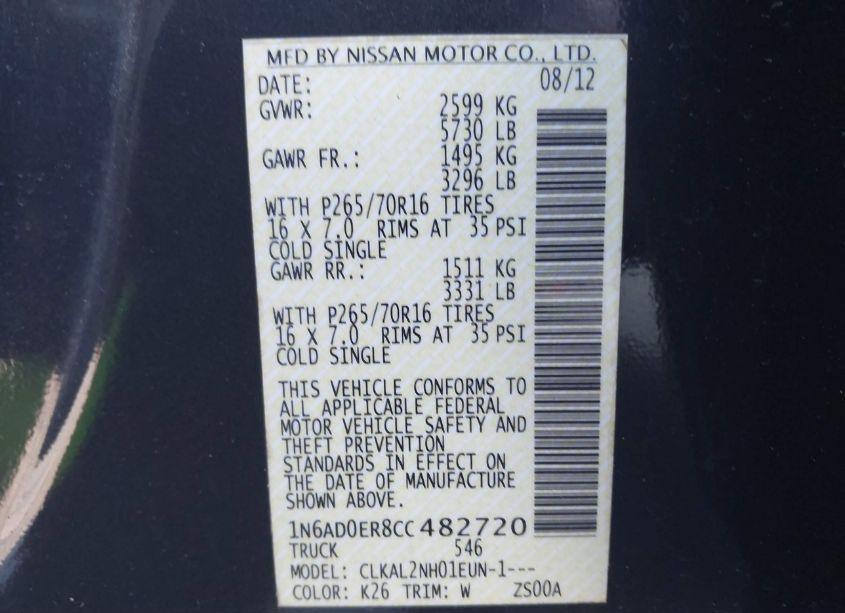 MFD BY NISSAN MOTOR CO., LTD.
DATE: 08/12
GVWR: 2599 KG
5730 LB
GAWR FR.: 1495 KG
3296 LB
WITH P265/70R16 TIRES
16 X 7.0 RIMS AT 35 PSI
COLD SINGLE
GAWR RR.: 1511 KG
3331 LB
WITH P265/70R16 TIRES
16 X 7.0 RIMS AT 35 PSI
COLD SINGLE
THIS VEHICLE CONFORMS TO
ALL APPLICABLE FEDERAL
MOTOR VEHICLE SAFETY AND
THEFT PREVENTION
STANDARDS IN EFFECT ON
THE DATE OF MANUFACTURE
SHOWN ABOVE.
1N6AD0ER8CC482720
TRUCK 546
MODEL: CLKAL2NH01EUN-1---
COLOR: K26 TRIM: W ZS00A